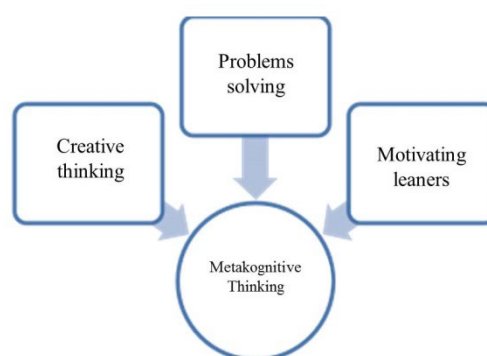 Problems
solving
Creative
thinking
Motivating
leaners
Metakognitive
Thinking